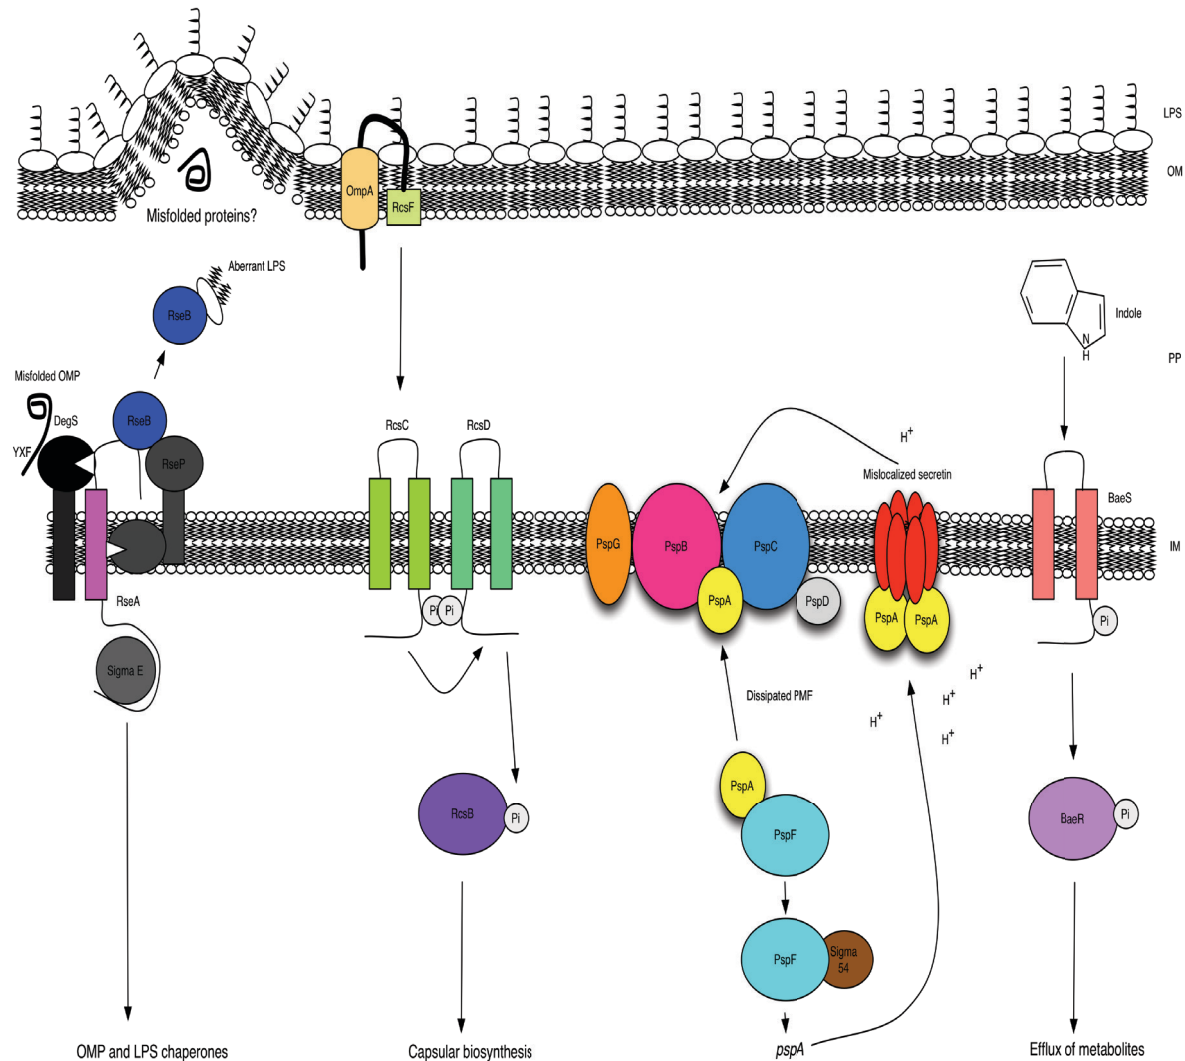 LPS
OM
OmpA
RcsF
Misfolded proteins?
Aberrant LPS
RseB
Indole
N
H
PP
Misfolded OMP
DegS
RseB
YXF
RseP
RcsC
RcsD
H+
Mislocalized secretin
BaeS
PspG
PspB
PspC
IM
PspA
PspD
RseA
Pi
Pi
PspA
PspA
Pi
Sigma E
H+
Dissipated PMF
H+
H+
H+
PspA
RcsB
Pi
PspF
BaeR
Pi
PspF
Sigma
54
OMP and LPS chaperones
Capsular biosynthesis
pspA
Efflux of metabolites